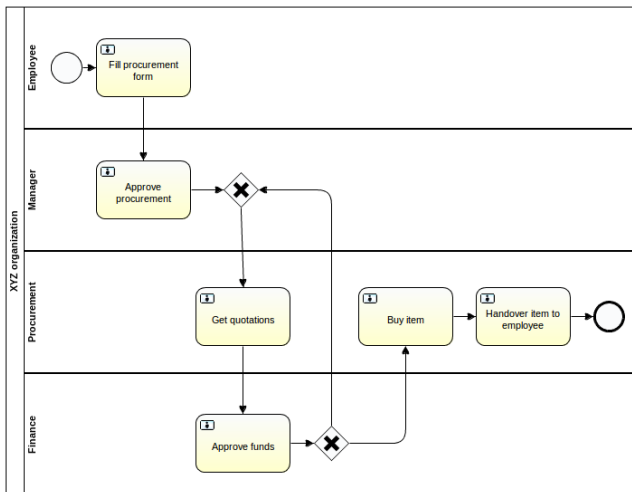 XYZ organization
Employee
Fill procurement
form
Manager
Approve
procurement
Procurement
Get quotations
Buy item
Handover item to
employee
Finance
Approve funds